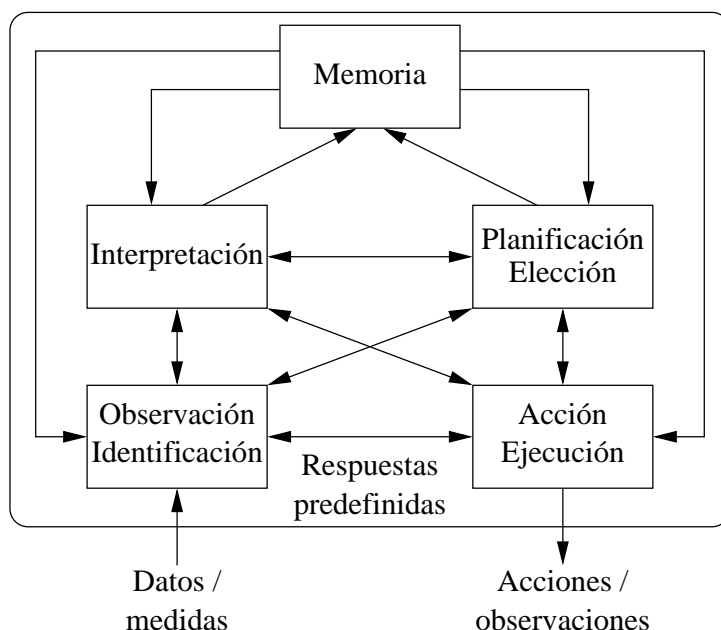 Memoria
Interpretación
Planificación
Elección
Observación
Identificación
Acción
Ejecución
Respuestas
predefinidas
Datos /
medidas
Acciones /
observaciones